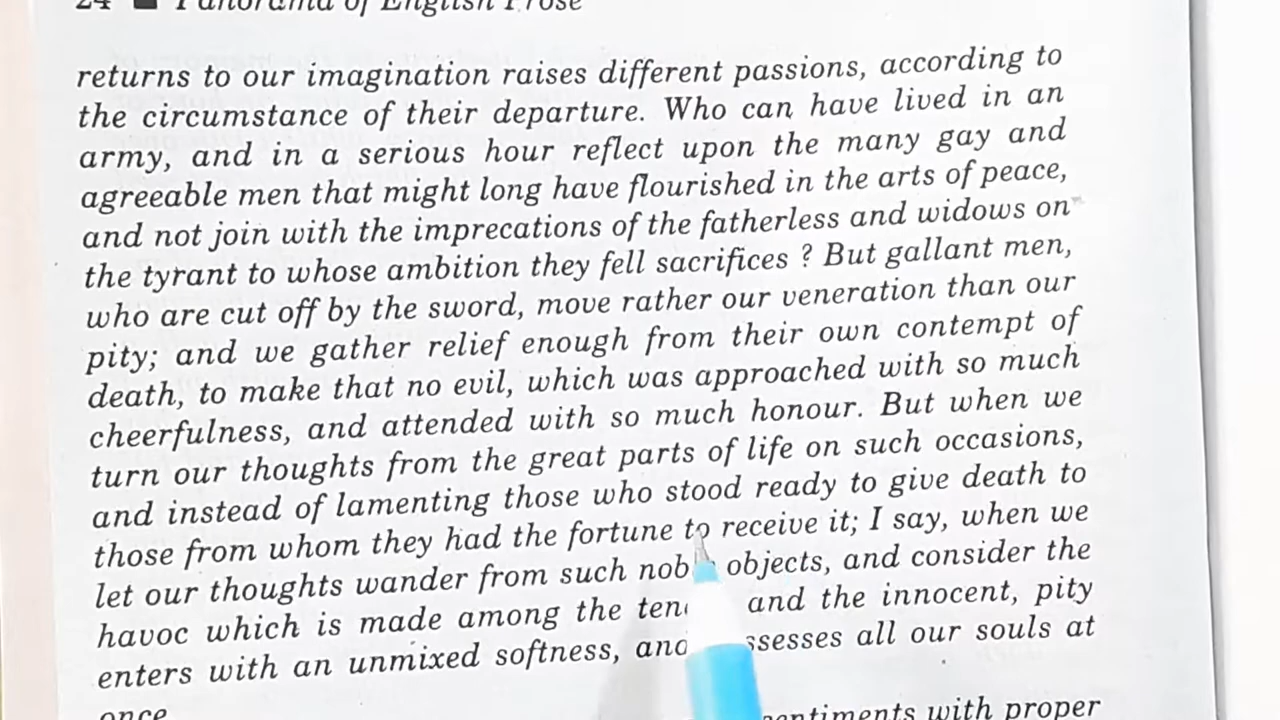 24 ■ Panorama of English Prose
returns to our imagination raises different passions, according to
the circumstance of their departure. Who can have lived in an
army, and in a serious hour reflect upon the many gay and
agreeable men that might long have flourished in the arts of peace,
and not join with the imprecations of the fatherless and widows on
the tyrant to whose ambition they fell sacrifices ? But gallant men,
who are cut off by the sword, move rather our veneration than our
pity; and we gather relief enough from their own contempt of
death, to make that no evil, which was approached with so much
cheerfulness, and attended with so much honour. But when we
turn our thoughts from the great parts of life on such occasions,
and instead of lamenting those who stood ready to give death to
those from whom they had the fortune to receive it; I say, when we
let our thoughts wander from such objects, and consider the
havoc which is made among the and the innocent, pity
enters with an unmixed softness, and all our souls at
once with proper